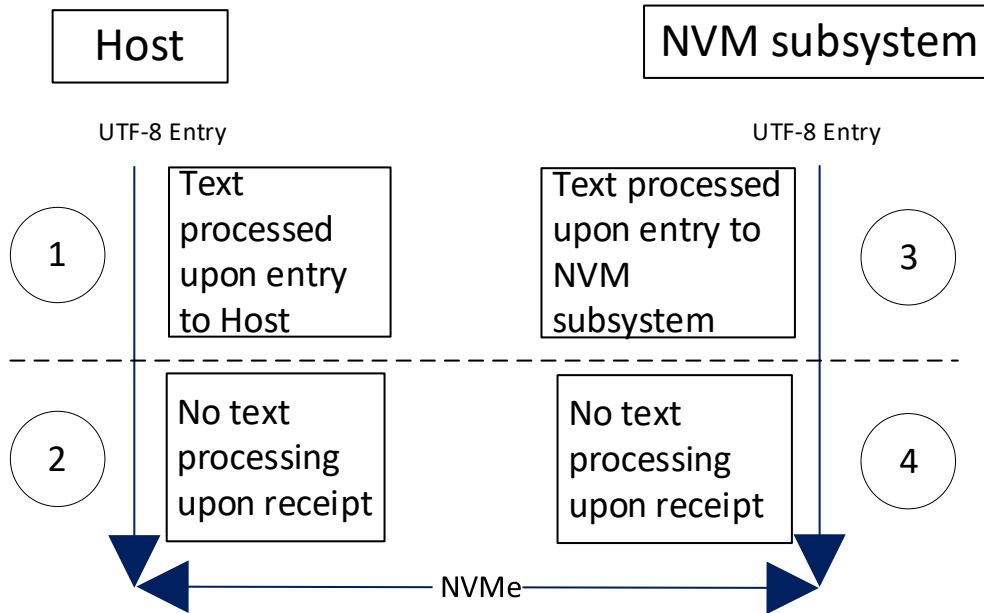 Host
NVM subsystem
UTF-8 Entry
UTF-8 Entry
1
Text
processed
upon entry
to Host
Text processed
upon entry to
NVM
subsystem
3
2
No text
processing
upon receipt
No text
processing
upon receipt
4
NVMe